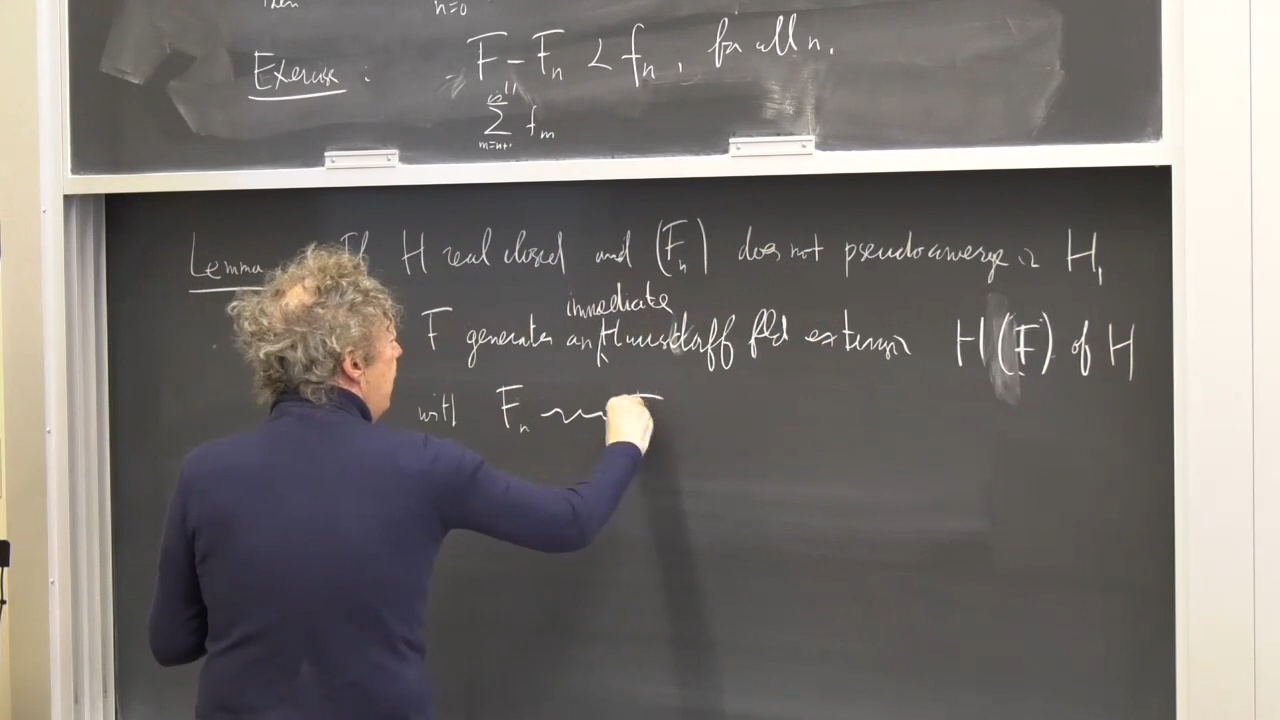 Then n=0
Exercise : F - F_n < f_n , for all n.
"
∑_{m=n+1}^∞ f_m
Lemma If H real closed and (F_n) does not pseudoconverge in H,
immediate
F generates an Hausdorff fld extension H(F) of H
with F_n ⇝